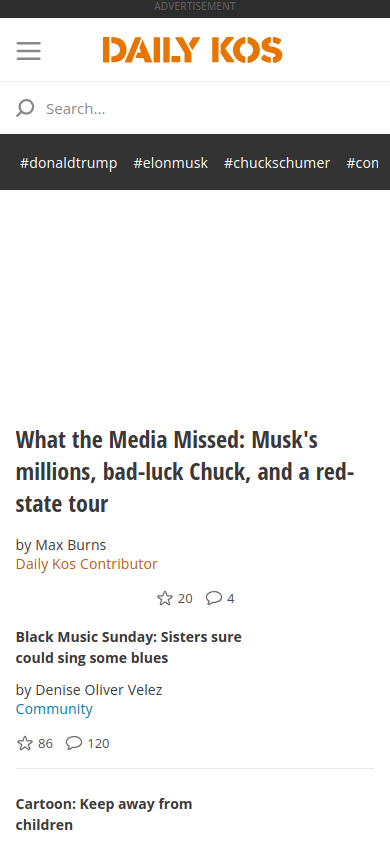 ADVERTISEMENT
DAILY KOS
Search...
#donaldtrump #elonmusk #chuckschumer #con
What the Media Missed: Musk's
millions, bad-luck Chuck, and a red-
state tour
by Max Burns
Daily Kos Contributor
20 4
Black Music Sunday: Sisters sure
could sing some blues
by Denise Oliver Velez
Community
86 120
Cartoon: Keep away from
children